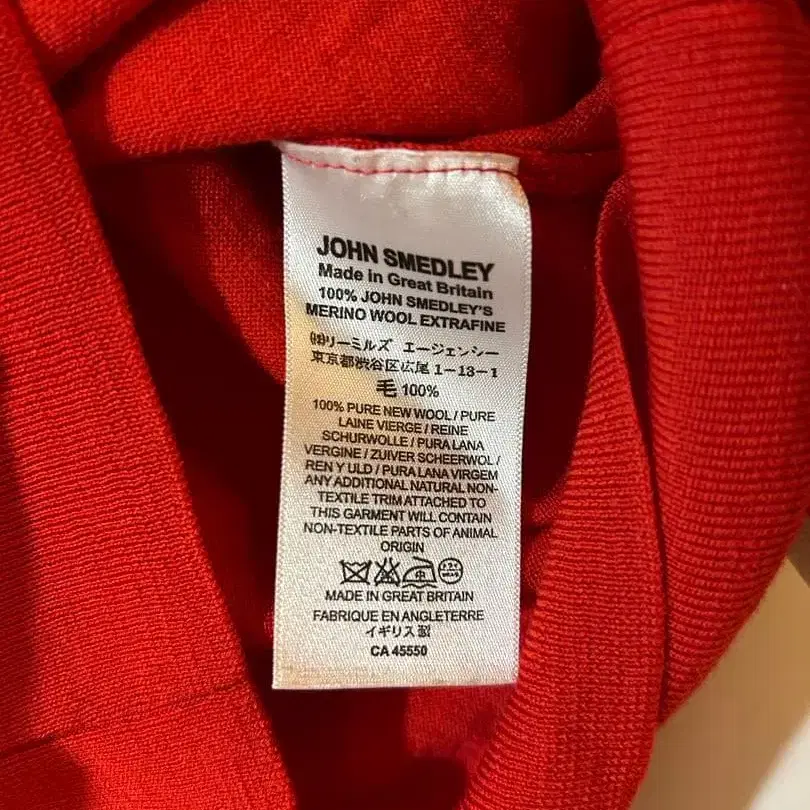 JOHN SMEDLEY
Made in Great Britain
100% JOHN SMEDLEY'S
MERINO WOOL EXTRAFINE
㈱リーミルズ エージェンシー
東京都渋谷区広尾 1-13-1
毛 100%
100% PURE NEW WOOL / PURE
LAINE VIERGE / REINE
SCHURWOLLE / PURA LANA
VERGINE / ZUIVER SCHEERWOL /
REN Y ULD / PURA LANA VIRGEM
ANY ADDITIONAL NATURAL NON-
TEXTILE TRIM ATTACHED TO
THIS GARMENT WILL CONTAIN
NON-TEXTILE PARTS OF ANIMAL
ORIGIN
MADE IN GREAT BRITAIN
FABRIQUE EN ANGLETERRE
イギリス製
CA 45550